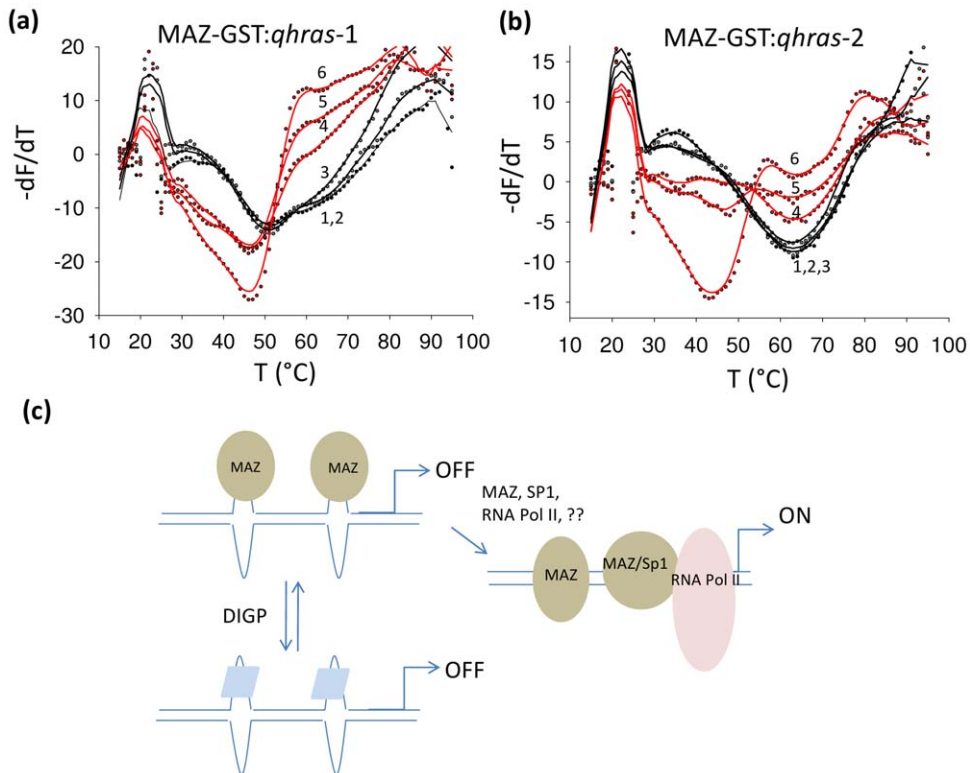 (a)
MAZ-GST:qhras-1
-dF/dT
20
10
0
-10
-20
-30
6
5
4
3
1,2
10 20 30 40 50 60 70 80 90 100
T (°C)
(b)
MAZ-GST:qhras-2
-dF/dT
15
10
5
0
-5
-10
-15
6
5
4
1,2,3
10 20 30 40 50 60 70 80 90 100
T (°C)
(c)
MAZ
MAZ
OFF
MAZ, SP1,
RNA Pol II, ??
ON
MAZ
MAZ/Sp1
RNA Pol II
DIGP
OFF